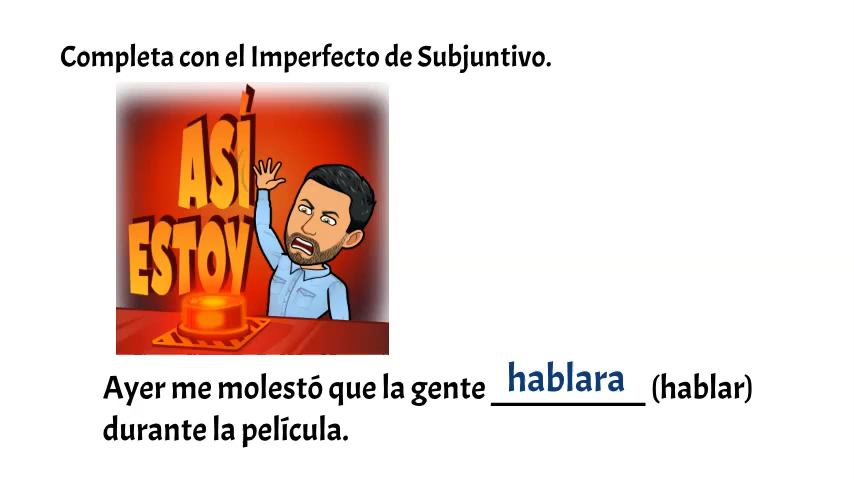 Completa con el Imperfecto de Subjuntivo.
ASÍ
ESTOY
Ayer me molestó que la gente hablara (hablar)
durante la película.